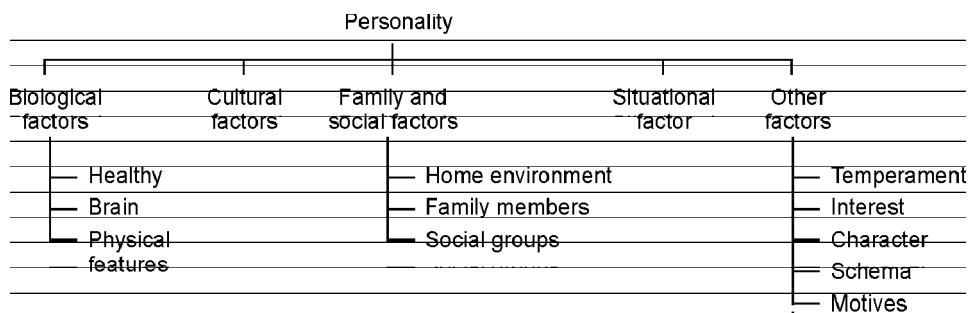 Personality
Biological
factors
Cultural
factors
Family and
social factors
Situational
factor
Other
factors
Healthy
Brain
Physical
features
Home environment
Family members
Social groups
Temperament
Interest
Character
Schema
Motives